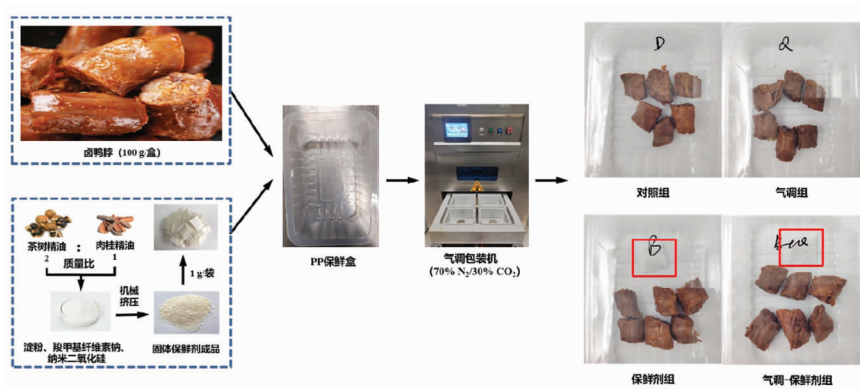 卤鸭脖（100 g/盒）
茶树精油 : 肉桂精油
2 质量比 1
机械
挤压
1 g/袋
淀粉、羧甲基纤维素钠、
纳米二氧化硅
固体保鲜剂成品
PP保鲜盒
气调包装机
（70% N₂/30% CO₂）
D
Q
对照组
气调组
B
保鲜剂组
气调-保鲜剂组